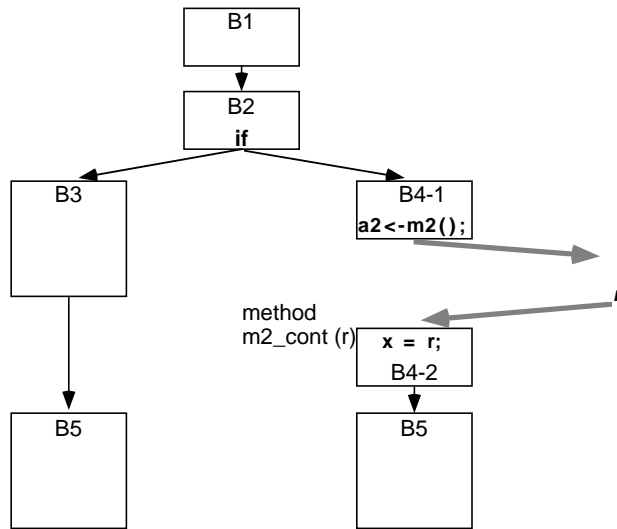 B1
B2
if
B3
B4-1
a2<-m2();
method
m2_cont (r)
x = r;
B4-2
B5
B5